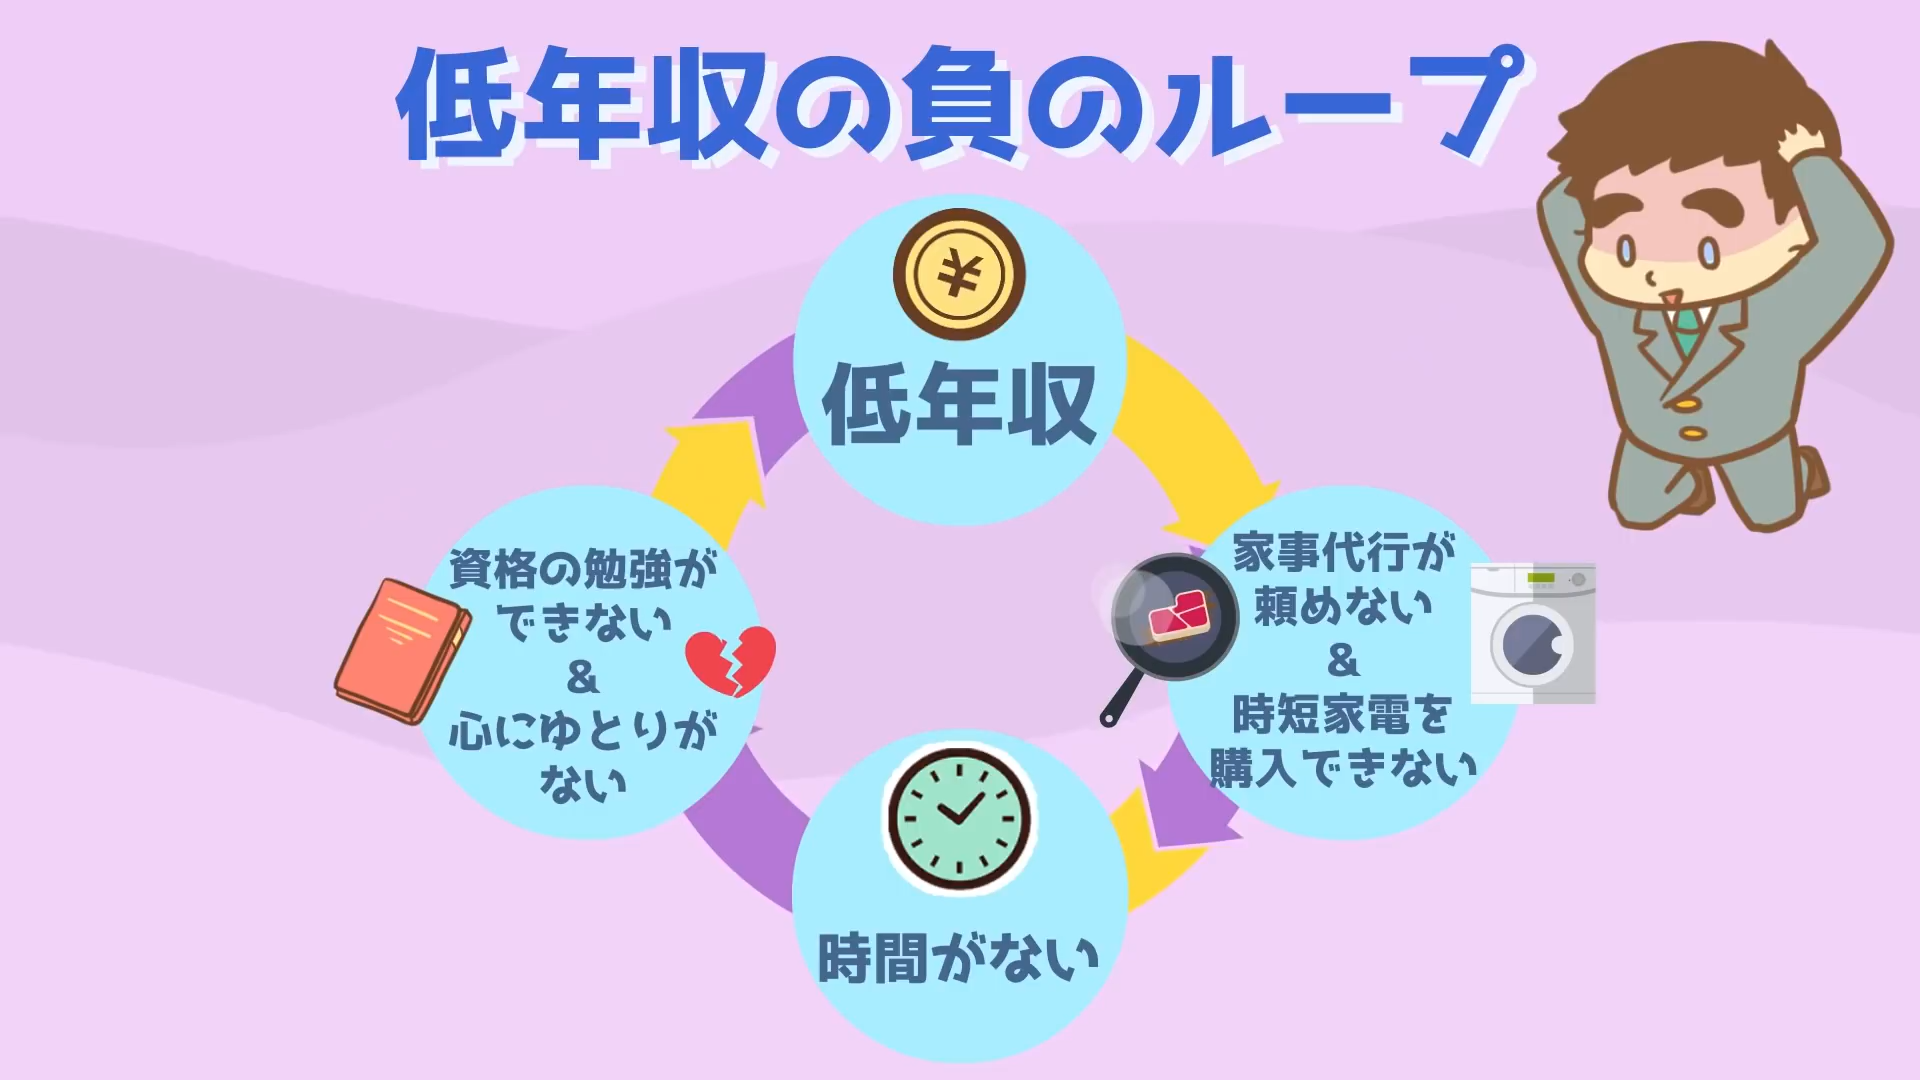 低年収の負のループ
¥
低年収
家事代行が
頼めない
&
時短家電を
購入できない
時間がない
資格の勉強が
できない
&
心にゆとりが
ない